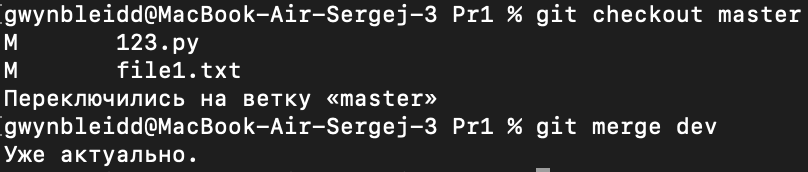 [gwynbleidd@MacBook-Air-Sergej-3 Pr1 % git checkout master
M       123.py
M       file1.txt
Переключились на ветку «master»
[gwynbleidd@MacBook-Air-Sergej-3 Pr1 % git merge dev
Уже актуально.